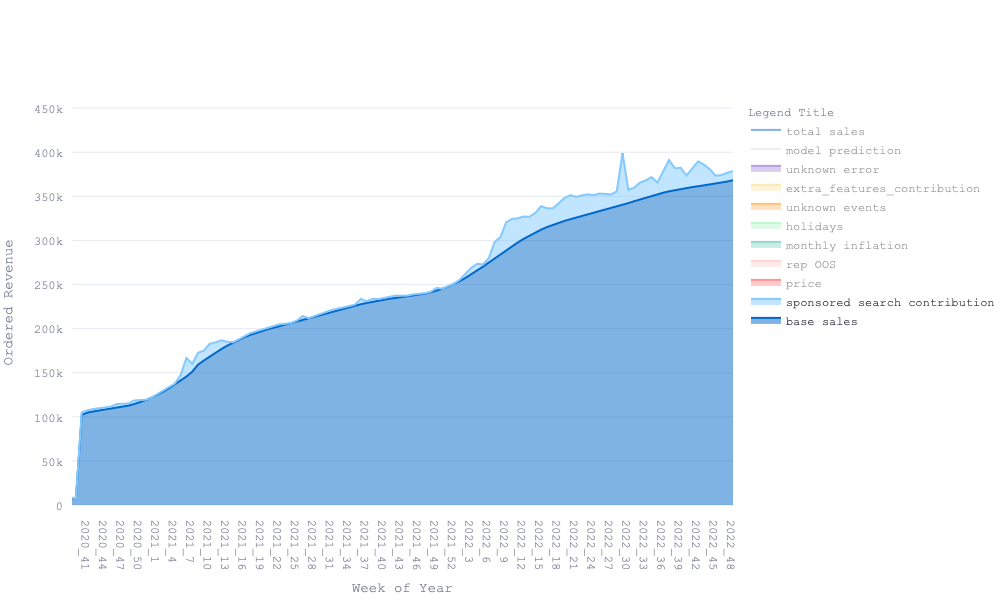 450k
400k
350k
300k
250k
200k
150k
100k
50k
0
Ordered Revenue
2020_41
2020_44
2020_47
2020_50
2021_1
2021_4
2021_7
2021_10
2021_13
2021_16
2021_19
2021_22
2021_25
2021_28
2021_31
2021_34
2021_37
2021_40
2021_43
2021_46
2021_49
2021_52
2022_3
2022_6
2022_9
2022_12
2022_15
2022_18
2022_21
2022_24
2022_27
2022_30
2022_33
2022_36
2022_39
2022_42
2022_45
2022_48
Week of Year
Legend Title
total sales
model prediction
unknown error
extra_features_contribution
unknown events
holidays
monthly inflation
rep OOS
price
sponsored search contribution
base sales